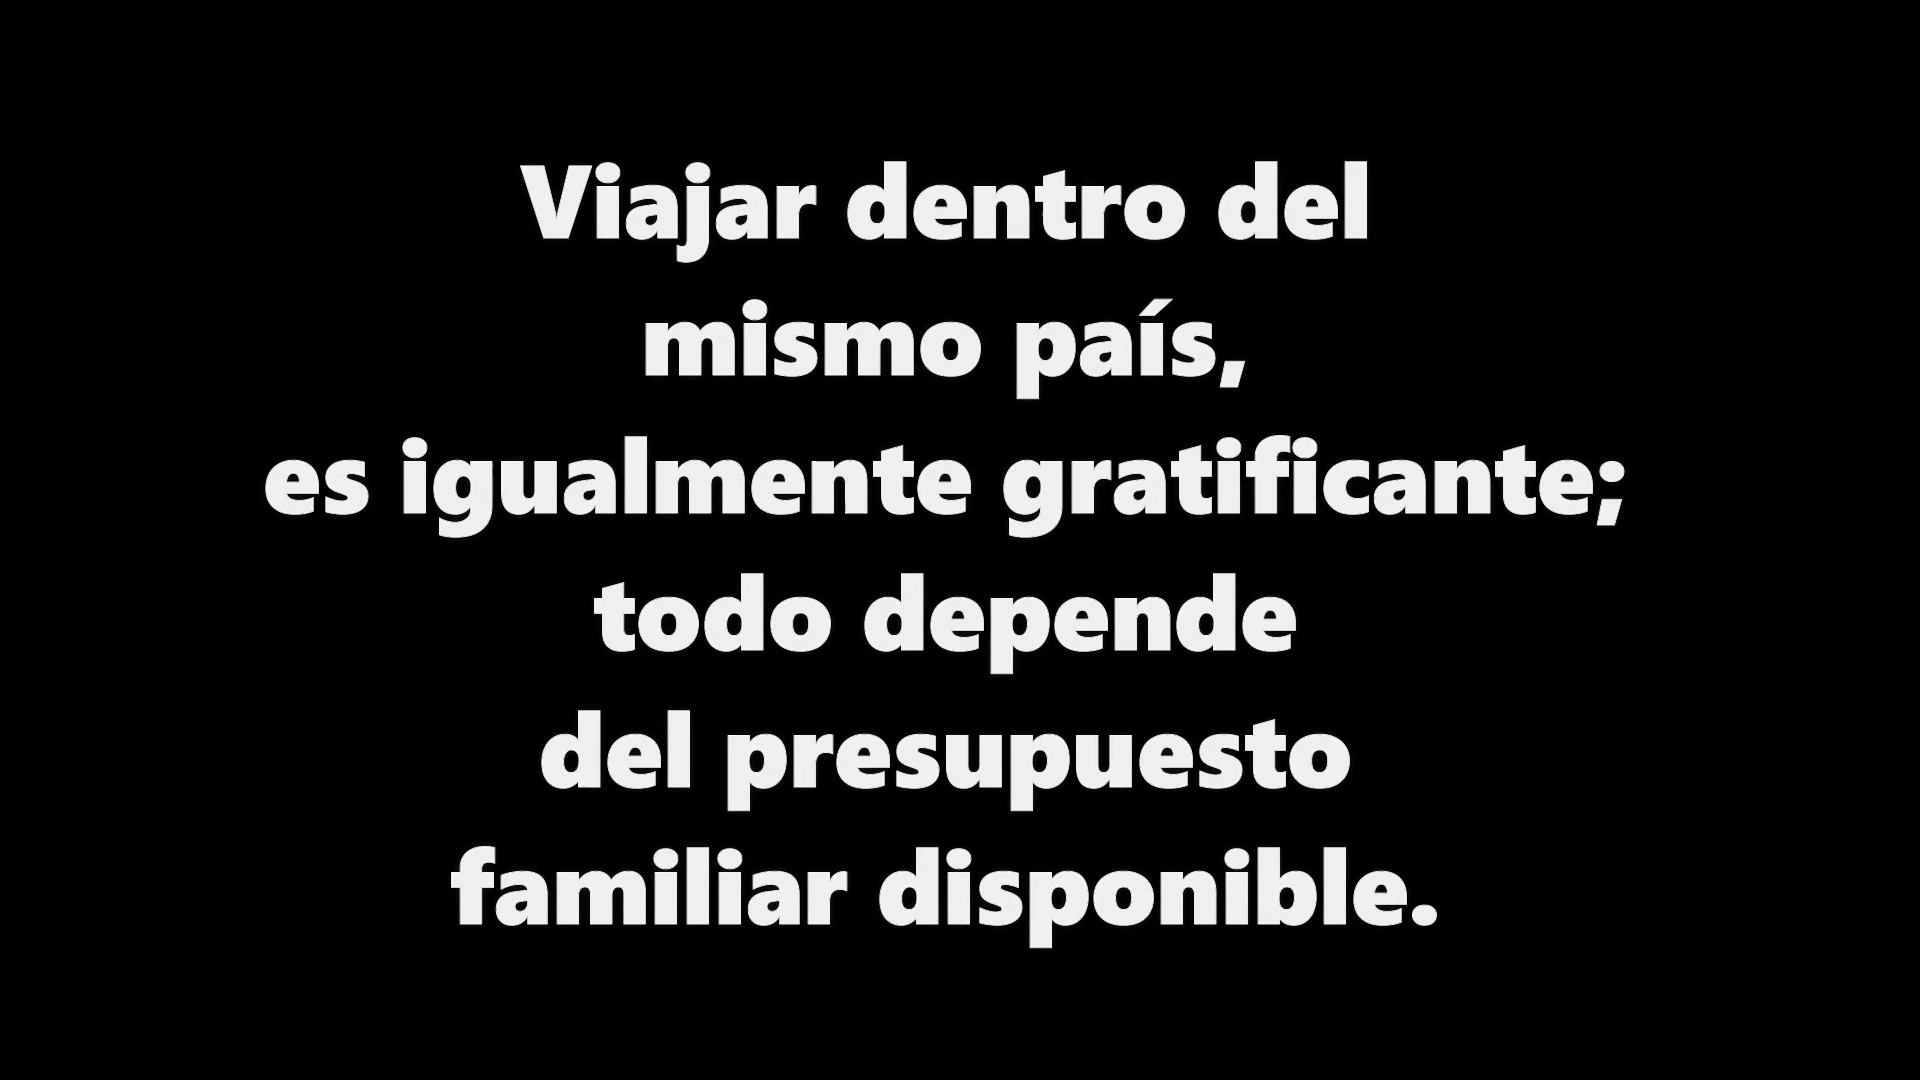 Viajar dentro del
mismo país,
es igualmente gratificante;
todo depende
del presupuesto
familiar disponible.